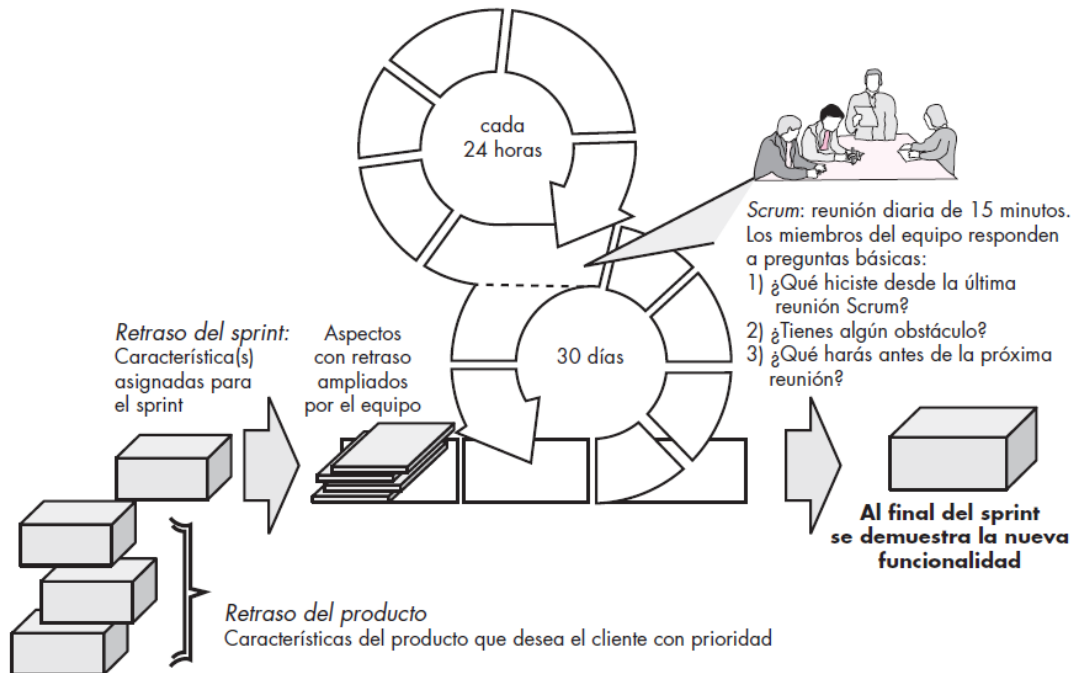 cada
24 horas
Scrum: reunión diaria de 15 minutos.
Los miembros del equipo responden
a preguntas básicas:
1) ¿Qué hiciste desde la última
reunión Scrum?
2) ¿Tienes algún obstáculo?
3) ¿Qué harás antes de la próxima
reunión?
30 días
Retraso del sprint:
Característica(s)
asignadas para
el sprint
Aspectos
con retraso
ampliados
por el equipo
Al final del sprint
se demuestra la nueva
funcionalidad
Retraso del producto
Características del producto que desea el cliente con prioridad